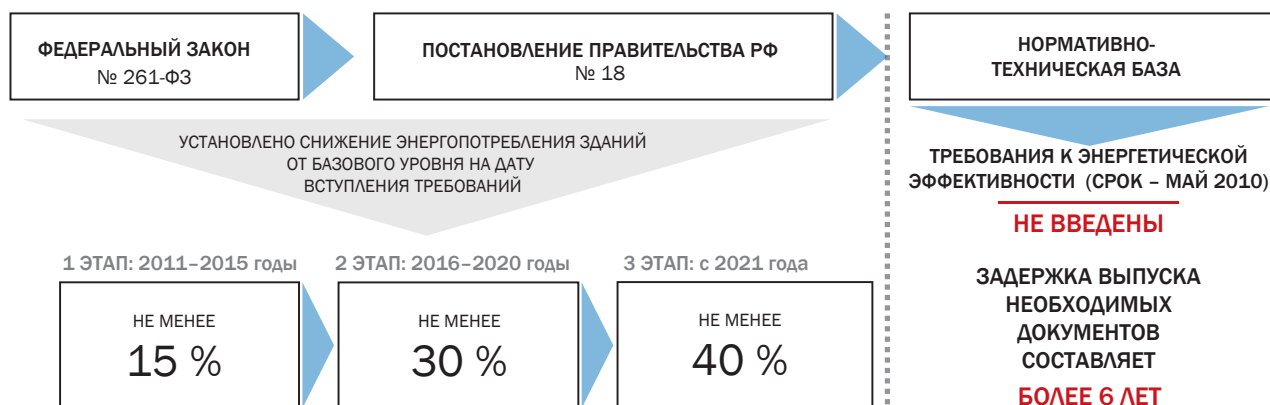 ФЕДЕРАЛЬНЫЙ ЗАКОН
№ 261-ФЗ
ПОСТАНОВЛЕНИЕ ПРАВИТЕЛЬСТВА РФ
№ 18
НОРМАТИВНО-
ТЕХНИЧЕСКАЯ БАЗА
УСТАНОВЛЕНО СНИЖЕНИЕ ЭНЕРГОПОТРЕБЛЕНИЯ ЗДАНИЙ
ОТ БАЗОВОГО УРОВНЯ НА ДАТУ
ВСТУПЛЕНИЯ ТРЕБОВАНИЙ
1 ЭТАП: 2011–2015 годы
НЕ МЕНЕЕ
15 %
2 ЭТАП: 2016–2020 годы
НЕ МЕНЕЕ
30 %
3 ЭТАП: с 2021 года
НЕ МЕНЕЕ
40 %
ТРЕБОВАНИЯ К ЭНЕРГЕТИЧЕСКОЙ
ЭФФЕКТИВНОСТИ (СРОК – МАЙ 2010)
НЕ ВВЕДЕНЫ
ЗАДЕРЖКА ВЫПУСКА
НЕОБХОДИМЫХ
ДОКУМЕНТОВ
СОСТАВЛЯЕТ
БОЛЕЕ 6 ЛЕТ